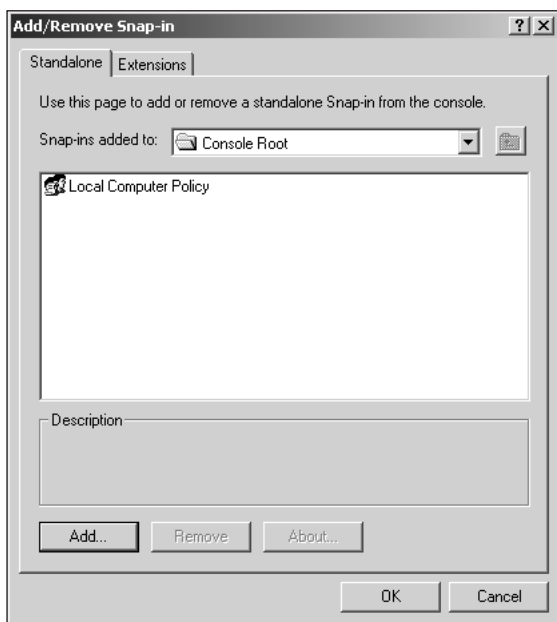 Add/Remove Snap-in
Standalone
Extensions
Use this page to add or remove a standalone Snap-in from the console.
Snap-ins added to:
Console Root
Local Computer Policy
Description
Add...
Remove
About...
OK
Cancel